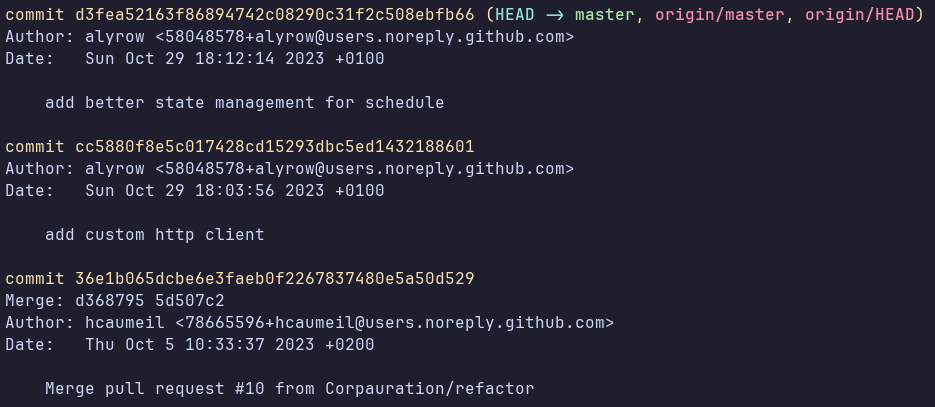 commit d3fea52163f86894742c08290c31f2c508ebfb66 (HEAD -> master, origin/master, origin/HEAD)
Author: alyrow <58048578+alyrow@users.noreply.github.com>
Date:   Sun Oct 29 18:12:14 2023 +0100
    add better state management for schedule
commit cc5880f8e5c017428cd15293dbc5ed1432188601
Author: alyrow <58048578+alyrow@users.noreply.github.com>
Date:   Sun Oct 29 18:03:56 2023 +0100
    add custom http client
commit 36e1b065dcbe6e3faeb0f2267837480e5a50d529
Merge: d368795 5d507c2
Author: hcaumeil <78665596+hcaumeil@users.noreply.github.com>
Date:   Thu Oct 5 10:33:37 2023 +0200
    Merge pull request #10 from Corpauration/refactor